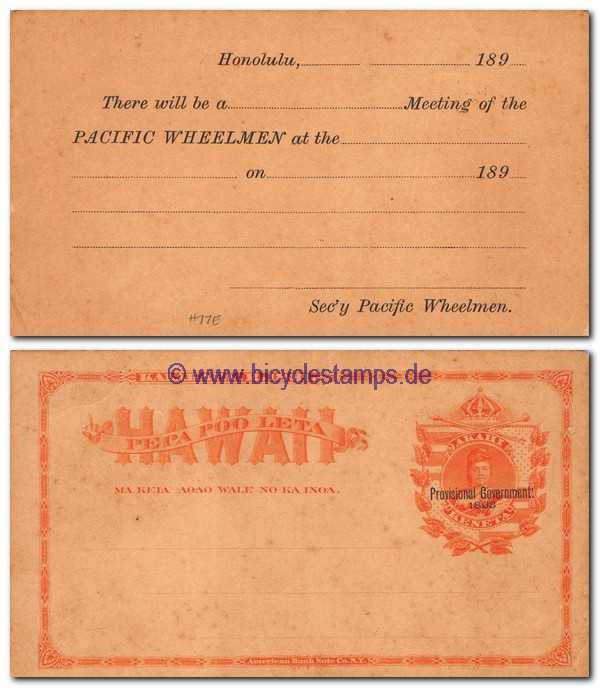 Honolulu, 189
There will be a Meeting of the
PACIFIC WHEELMEN at the
on 189
Sec'y Pacific Wheelmen.
#77E
© www.bicyclestamps.de
HAWAII
PEPA POO LETA
AKAHI
KENETA
MA KEIA AOAO WALE NO KA INOA.
Provisional Government.
1893
American Bank Note Co. N.Y.